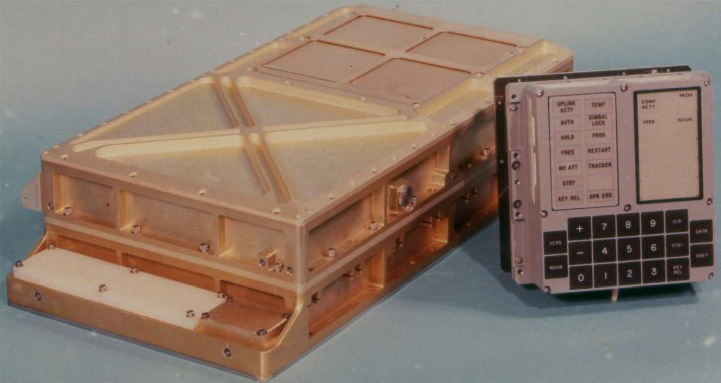 UPLINK ACTY
TEMP
AUTO
GIMBAL LOCK
HOLD
PROG
FREE
RESTART
NO ATT
TRACKER
STBY
KEY REL
OPR ERR
COMP ACTY
PROG
VERB
NOUN
VERB
+
7
8
9
CLR
ENTR
-
4
5
6
STBY
RSET
NOUN
0
1
2
3
KEY REL